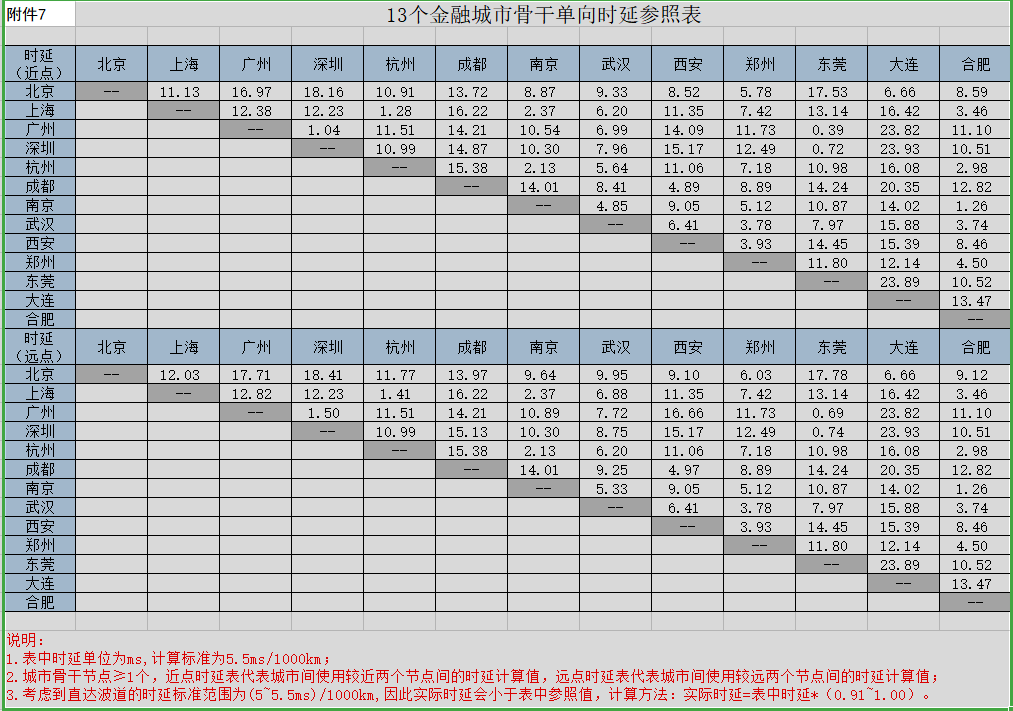 附件7 13个金融城市骨干单向时延参照表
时延（近点） 北京 上海 广州 深圳 杭州 成都 南京 武汉 西安 郑州 东莞 大连 合肥
北京 -- 11.13 16.97 18.16 10.91 13.72 8.87 9.33 8.52 5.78 17.53 6.66 8.59
上海 -- 12.38 12.23 1.28 16.22 2.37 6.20 11.35 7.42 13.14 16.42 3.46
广州 -- 1.04 11.51 14.21 10.54 6.99 14.09 11.73 0.39 23.82 11.10
深圳 -- 10.99 14.87 10.30 7.96 15.17 12.49 0.72 23.93 10.51
杭州 -- 15.38 2.13 5.64 11.06 7.18 10.98 16.08 2.98
成都 -- 14.01 8.41 4.89 8.89 14.24 20.35 12.82
南京 -- 4.85 9.05 5.12 10.87 14.02 1.26
武汉 -- 6.41 3.78 7.97 15.88 3.74
西安 -- 3.93 14.45 15.39 8.46
郑州 -- 11.80 12.14 4.50
东莞 -- 23.89 10.52
大连 -- 13.47
合肥 --
时延（远点） 北京 上海 广州 深圳 杭州 成都 南京 武汉 西安 郑州 东莞 大连 合肥
北京 -- 12.03 17.71 18.41 11.77 13.97 9.64 9.95 9.10 6.03 17.78 6.66 9.12
上海 -- 12.82 12.23 1.41 16.22 2.37 6.88 11.35 7.42 13.14 16.42 3.46
广州 -- 1.50 11.51 14.21 10.89 7.72 16.66 11.73 0.69 23.82 11.10
深圳 -- 10.99 15.13 10.30 8.75 15.17 12.49 0.74 23.93 10.51
杭州 -- 15.38 2.13 6.20 11.06 7.18 10.98 16.08 2.98
成都 -- 14.01 9.25 4.97 8.89 14.24 20.35 12.82
南京 -- 5.33 9.05 5.12 10.87 14.02 1.26
武汉 -- 6.41 3.78 7.97 15.88 3.74
西安 -- 3.93 14.45 15.39 8.46
郑州 -- 11.80 12.14 4.50
东莞 -- 23.89 10.52
大连 -- 13.47
合肥 --
说明：
1.表中时延单位为ms,计算标准为5.5ms/1000km；
2.城市骨干节点≥1个，近点时延表代表城市间使用较近两个节点间的时延计算值，远点时延表代表城市间使用较远两个节点间的时延计算值；
3.考虑到直达波道的时延标准范围为(5~5.5ms)/1000km,因此实际时延会小于表中参照值，计算方法：实际时延=表中时延*（0.91~1.00）。